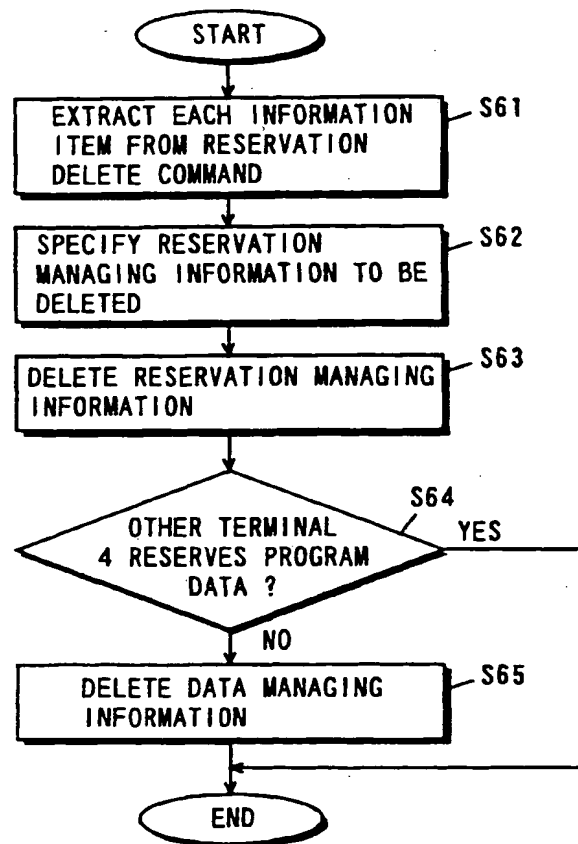 START
S61
EXTRACT EACH INFORMATION
ITEM FROM RESERVATION
DELETE COMMAND
S62
SPECIFY RESERVATION
MANAGING INFORMATION TO BE
DELETED
S63
DELETE RESERVATION MANAGING
INFORMATION
S64
OTHER TERMINAL
4 RESERVES PROGRAM
DATA ?
YES
NO
S65
DELETE DATA MANAGING
INFORMATION
END